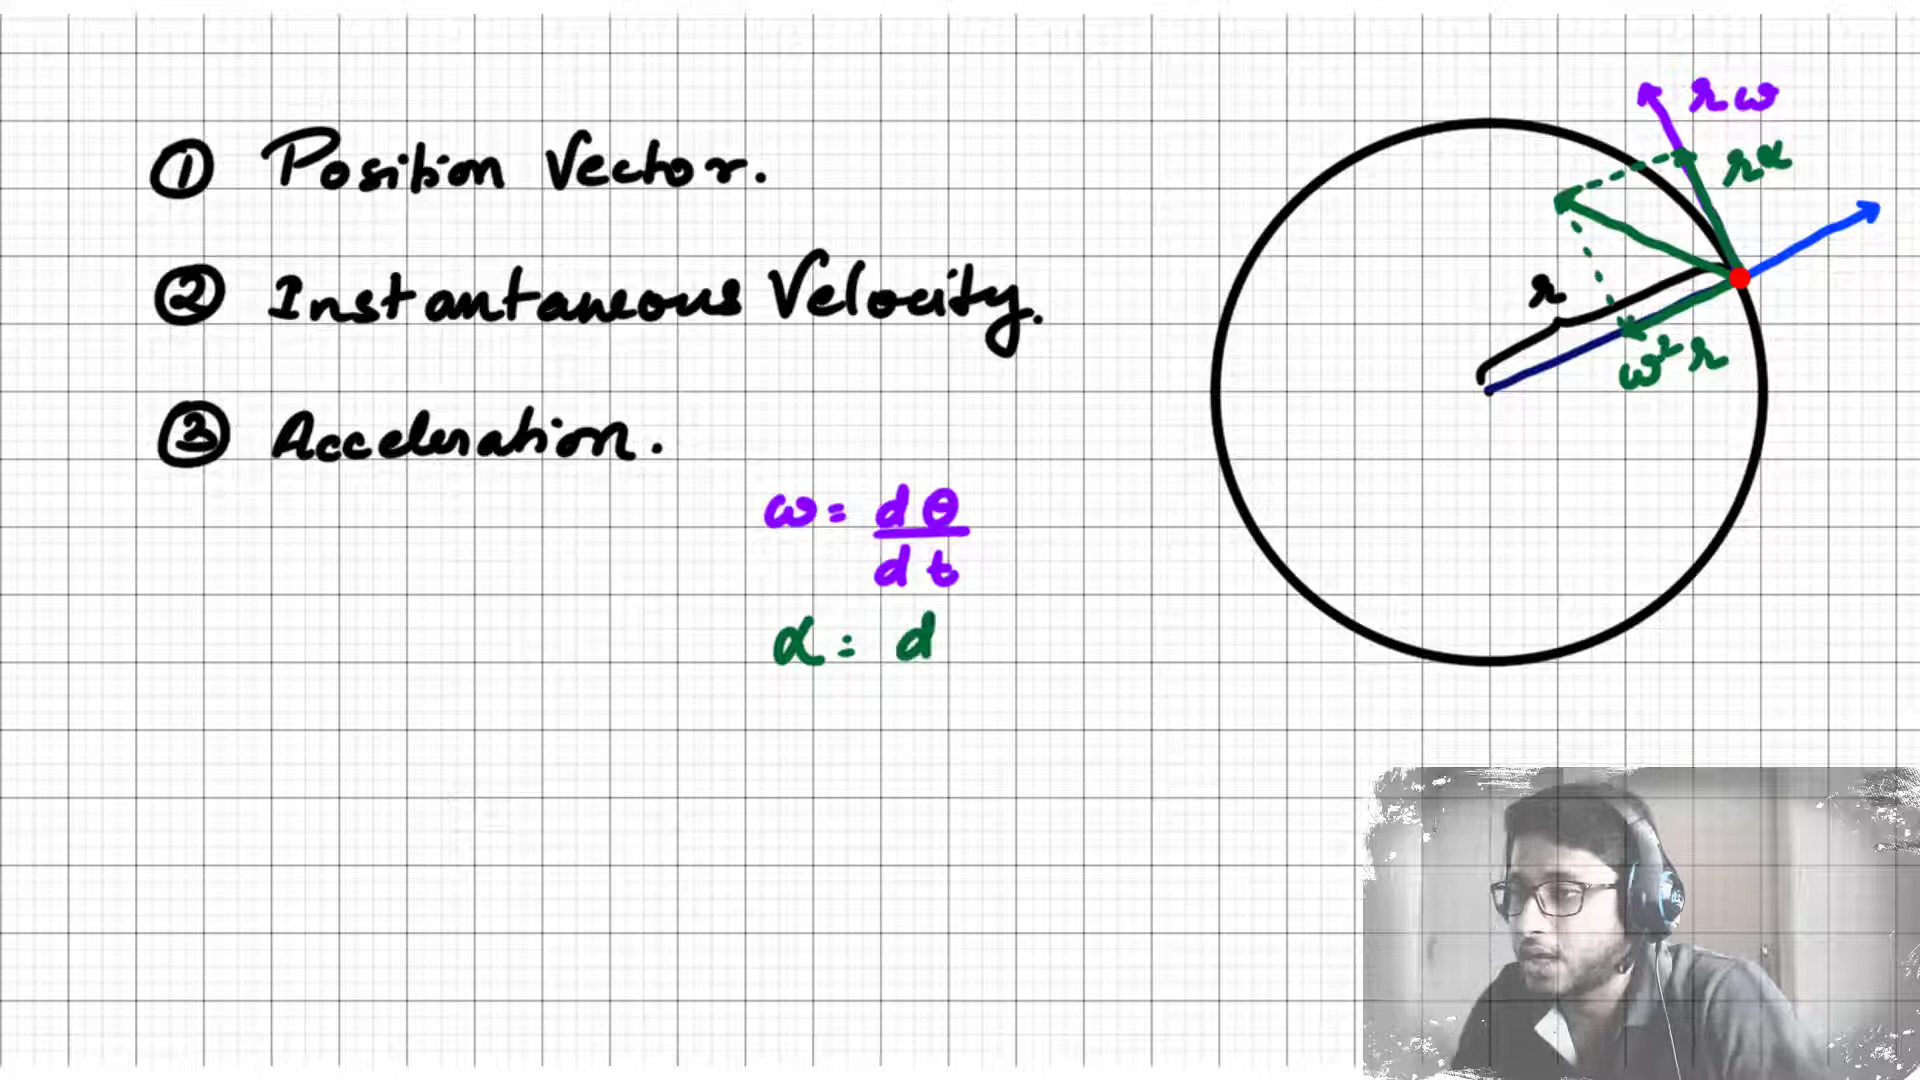 ① Position Vector.
② Instantaneous Velocity.
③ Acceleration.
ω = dθ
dt
α = d
rω
rα
r
ω²r